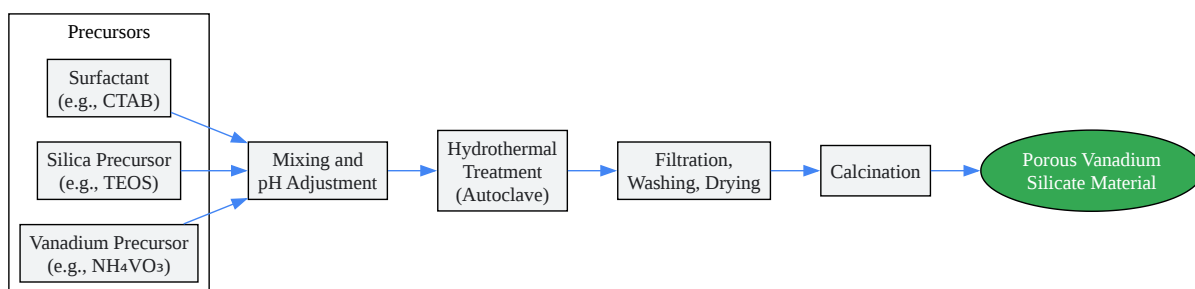 Precursors
Surfactant
(e.g., CTAB)
Silica Precursor
(e.g., TEOS)
Vanadium Precursor
(e.g., NH₄VO₃)
Mixing and
pH Adjustment
Hydrothermal
Treatment
(Autoclave)
Filtration,
Washing, Drying
Calcination
Porous Vanadium
Silicate Material